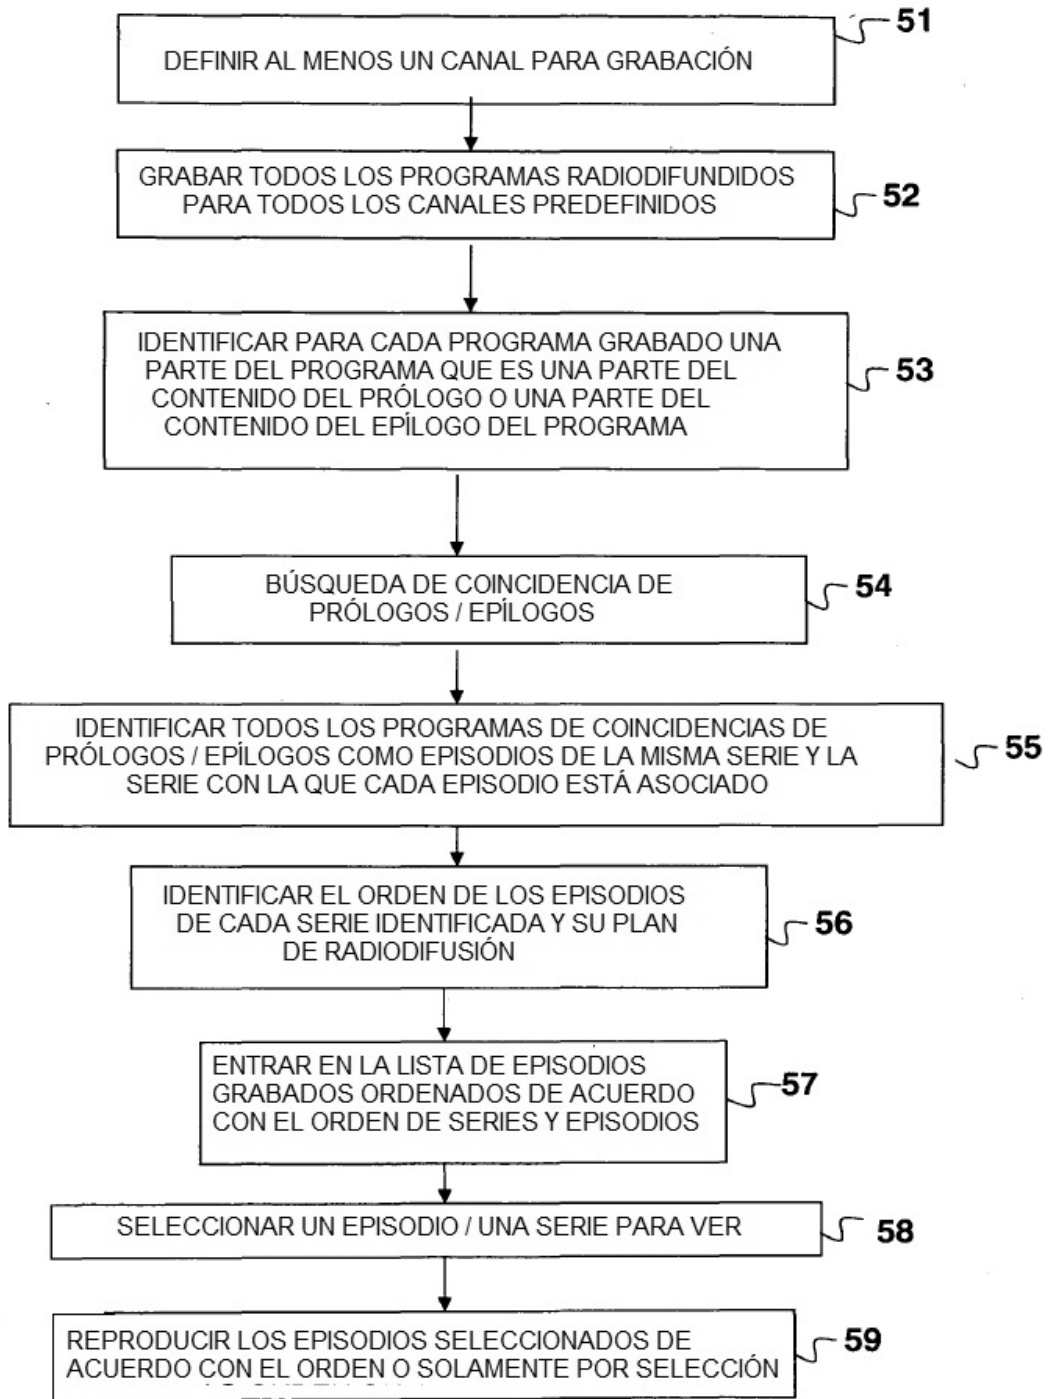 51
DEFINIR AL MENOS UN CANAL PARA GRABACIÓN
GRABAR TODOS LOS PROGRAMAS RADIODIFUNDIDOS
PARA TODOS LOS CANALES PREDEFINIDOS
52
IDENTIFICAR PARA CADA PROGRAMA GRABADO UNA
PARTE DEL PROGRAMA QUE ES UNA PARTE DEL
CONTENIDO DEL PRÓLOGO O UNA PARTE DEL
CONTENIDO DEL EPÍLOGO DEL PROGRAMA
53
BÚSQUEDA DE COINCIDENCIA DE
PRÓLOGOS / EPÍLOGOS
54
IDENTIFICAR TODOS LOS PROGRAMAS DE COINCIDENCIAS DE
PRÓLOGOS / EPÍLOGOS COMO EPISODIOS DE LA MISMA SERIE Y LA
SERIE CON LA QUE CADA EPISODIO ESTÁ ASOCIADO
55
IDENTIFICAR EL ORDEN DE LOS EPISODIOS
DE CADA SERIE IDENTIFICADA Y SU PLAN
DE RADIODIFUSIÓN
56
ENTRAR EN LA LISTA DE EPISODIOS
GRABADOS ORDENADOS DE ACUERDO
CON EL ORDEN DE SERIES Y EPISODIOS
57
SELECCIONAR UN EPISODIO / UNA SERIE PARA VER
58
REPRODUCIR LOS EPISODIOS SELECCIONADOS DE
ACUERDO CON EL ORDEN O SOLAMENTE POR SELECCIÓN
59